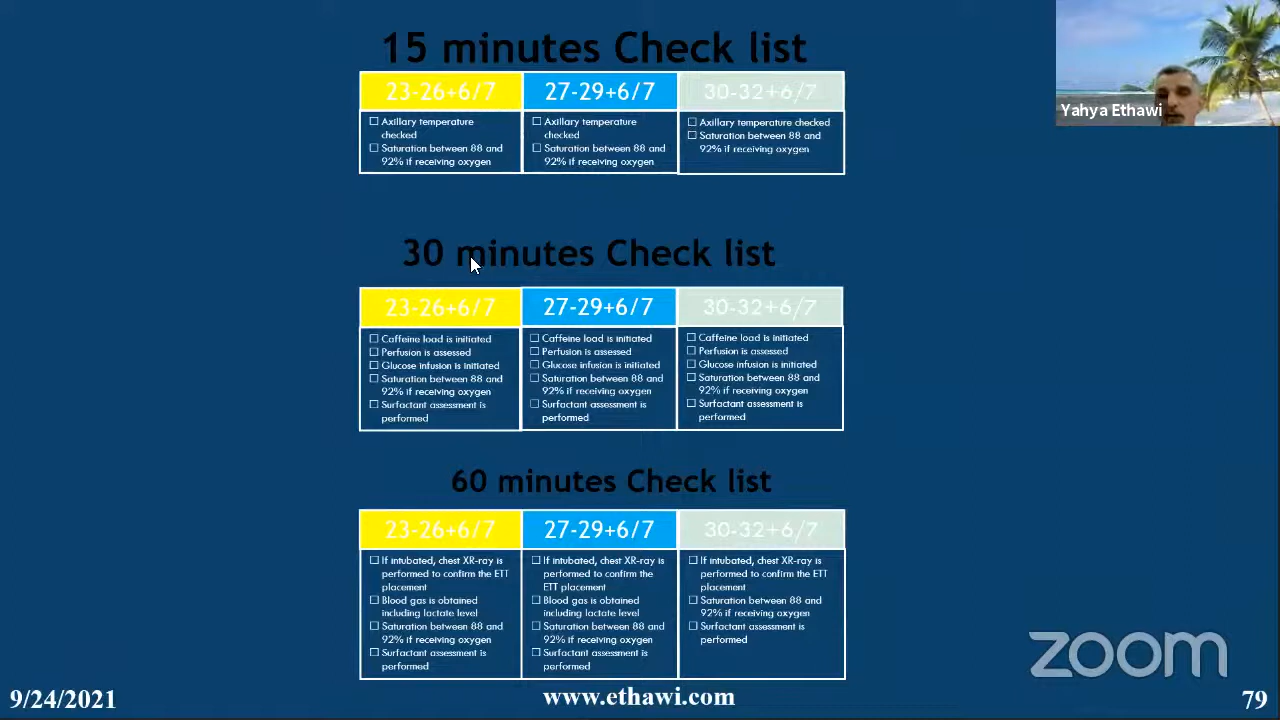 15 minutes Check list
23-26+6/7
27-29+6/7
30-32+6/7
☐ Axillary temperature
checked
☐ Saturation between 88 and
92% if receiving oxygen
☐ Axillary temperature
checked
☐ Saturation between 88 and
92% if receiving oxygen
☐ Axillary temperature checked
☐ Saturation between 88 and
92% if receiving oxygen
Yahya Ethawi
30 minutes Check list
23-26+6/7
27-29+6/7
30-32+6/7
☐ Caffeine load is initiated
☐ Perfusion is assessed
☐ Glucose infusion is initiated
☐ Saturation between 88 and
92% if receiving oxygen
☐ Surfactant assessment is
performed
☐ Caffeine load is initiated
☐ Perfusion is assessed
☐ Glucose infusion is initiated
☐ Saturation between 88 and
92% if receiving oxygen
☐ Surfactant assessment is
performed
☐ Caffeine load is initiated
☐ Perfusion is assessed
☐ Glucose infusion is initiated
☐ Saturation between 88 and
92% if receiving oxygen
☐ Surfactant assessment is
performed
60 minutes Check list
23-26+6/7
27-29+6/7
30-32+6/7
☐ If intubated, chest XR-ray is
performed to confirm the ETT
placement
☐ Blood gas is obtained
including lactate level
☐ Saturation between 88 and
92% if receiving oxygen
☐ Surfactant assessment is
performed
☐ If intubated, chest XR-ray is
performed to confirm the
ETT placement
☐ Blood gas is obtained
including lactate level
☐ Saturation between 88 and
92% if receiving oxygen
☐ Surfactant assessment is
performed
☐ If intubated, chest XR-ray is
performed to confirm the ETT
placement
☐ Saturation between 88 and
92% if receiving oxygen
☐ Surfactant assessment is
performed
zoom
9/24/2021
www.ethawi.com
79